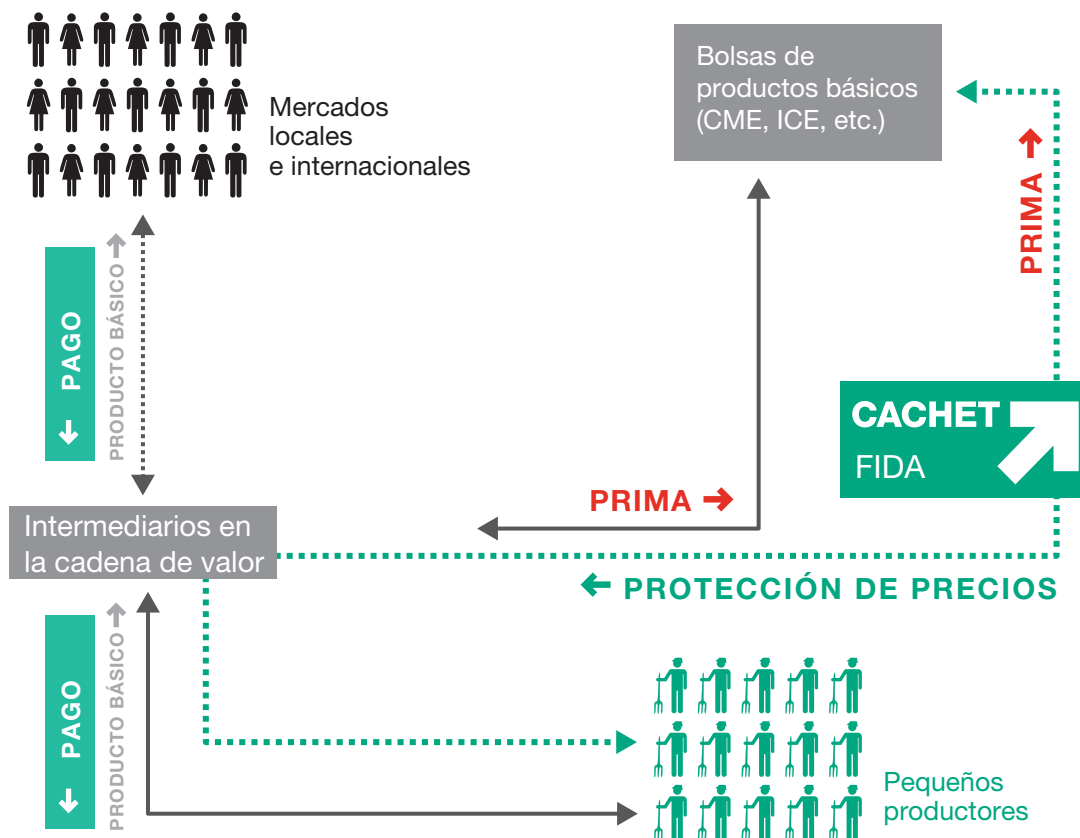 Mercados
locales
e internacionales
Bolsas de
productos básicos
(CME, ICE, etc.)
PRIMA
PAGO
PRODUCTO BÁSICO
CACHET
FIDA
PRIMA
Intermediarios en
la cadena de valor
PROTECCIÓN DE PRECIOS
PAGO
PRODUCTO BÁSICO
Pequeños
productores